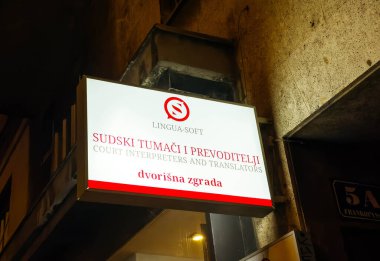 S
LINGUA-SOFT
SUDSKI TUMAČI I PREVODITELJI
COURT INTERPRETERS AND TRANSLATORS
dvorišna zgrada
5A